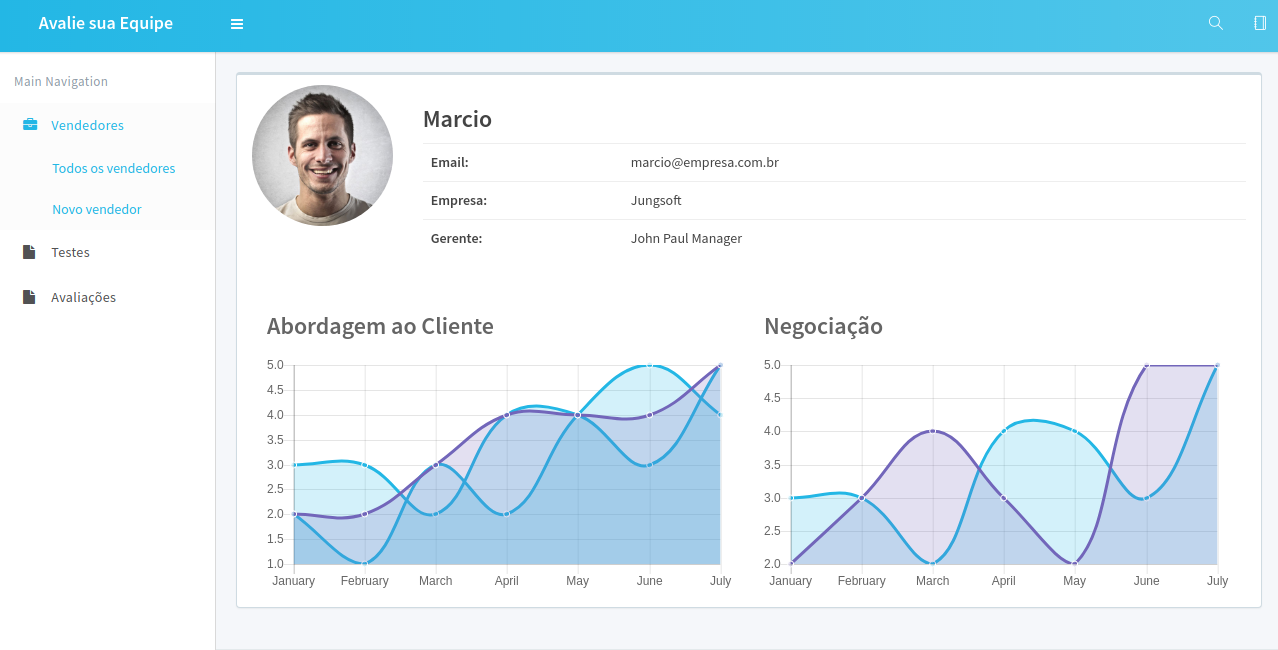 Avalie sua Equipe
Main Navigation
Vendedores
Todos os vendedores
Novo vendedor
Testes
Avaliações
Marcio
Email: marcio@empresa.com.br
Empresa: Jungsoft
Gerente: John Paul Manager
Abordagem ao Cliente
5.0
4.5
4.0
3.5
3.0
2.5
2.0
1.5
1.0
January February March April May June July
Negociação
5.0
4.5
4.0
3.5
3.0
2.5
2.0
January February March April May June July